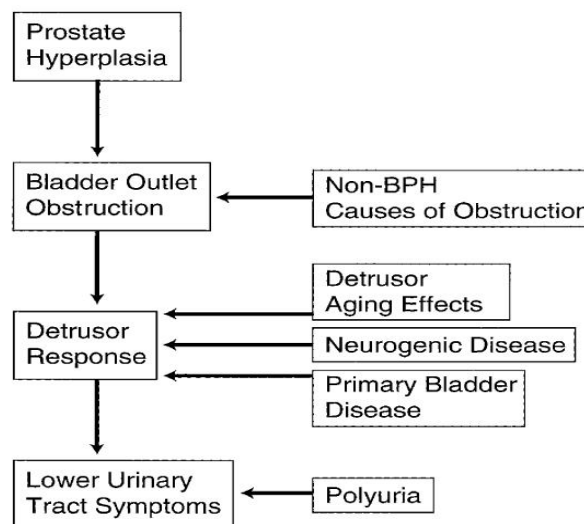 Prostate
Hyperplasia
Bladder Outlet
Obstruction
Non-BPH
Causes of Obstruction
Detrusor
Aging Effects
Detrusor
Response
Neurogenic Disease
Primary Bladder
Disease
Lower Urinary
Tract Symptoms
Polyuria